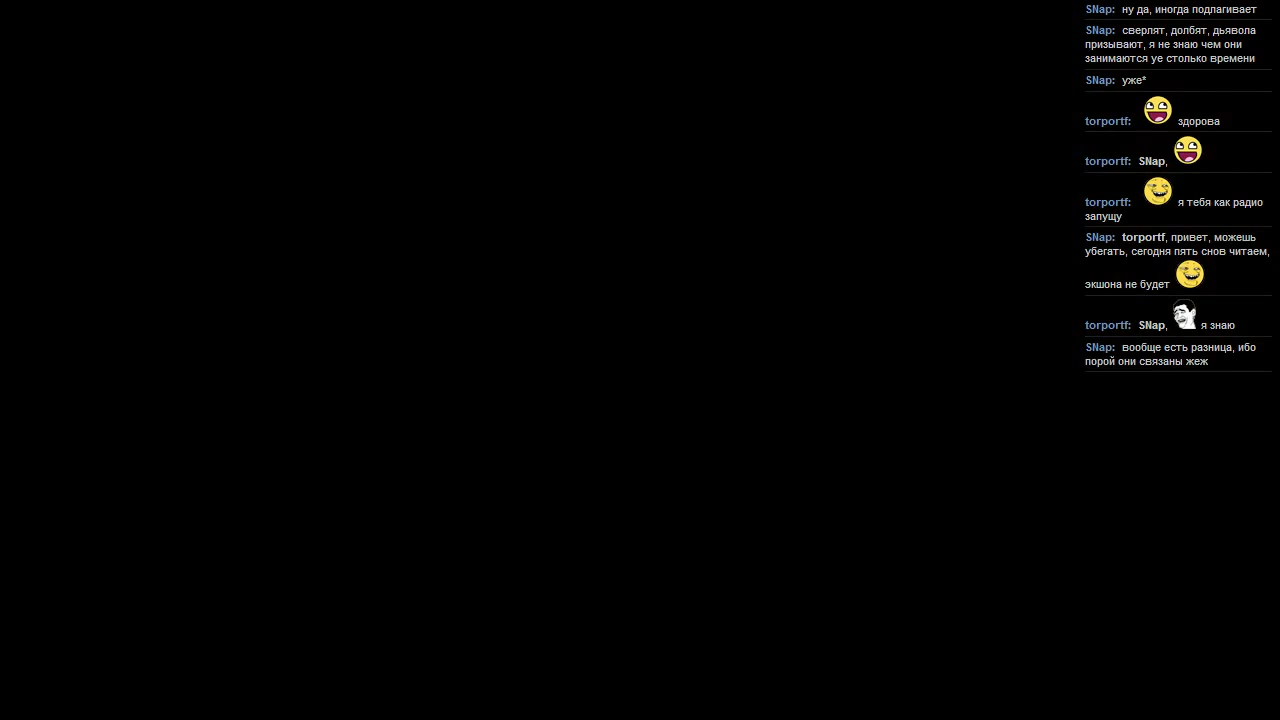 SNap: ну да, иногда подлагивает
SNap: сверлят, долбят, дьявола
призывают, я не знаю чем они
занимаются уе столько времени
SNap: уже*
torportf: здорова
torportf: SNap,
torportf: я тебя как радио
запущу
SNap: torportf, привет, можешь
убегать, сегодня пять снов читаем,
экшона не будет
torportf: SNap, я знаю
SNap: вообще есть разница, ибо
порой они связаны жеж